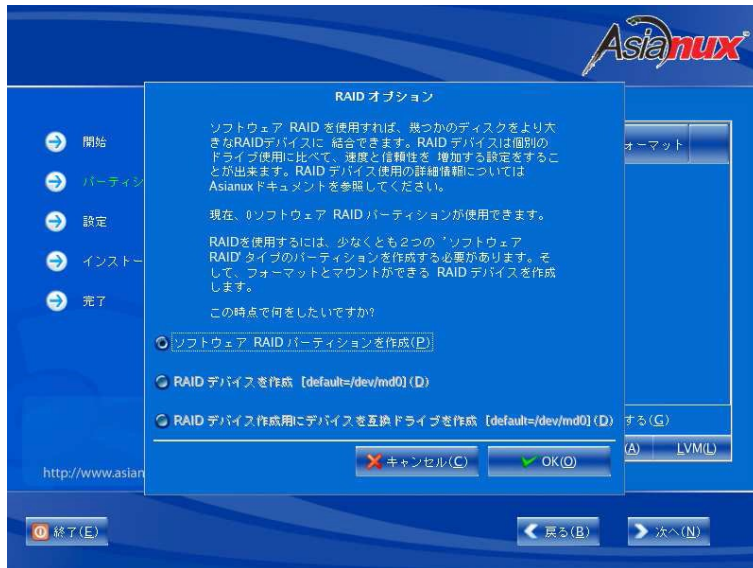 Asianux
RAID オプション
ソフトウェア RAID を使用すれば、幾つかのディスクをより大
きなRAIDデバイスに 結合できます。RAID デバイスは個別の
ドライブ使用に比べて、速度と信頼性を 増加する設定をするこ
とが出来ます。RAID デバイス使用の詳細情報については
Asianuxドキュメントを参照してください。
現在、0ソフトウェア RAID パーティションが使用できます。
RAIDを使用するには、少なくとも2つの 'ソフトウェア
RAID' タイプのパーティションを作成する必要があります。そ
して、フォーマットとマウントができる RAID デバイスを作成
します。
この時点で何をしたいですか?
ソフトウェア RAID パーティションを作成(P)
RAID デバイスを作成 [default=/dev/md0] (D)
RAID デバイス作成用にデバイスを互換ドライブを作成 [default=/dev/md0] (D)
キャンセル(C)
OK(O)
開始
パーティシ
設定
インストー
完了
ォーマット
する(G)
(A)
LVM(L)
http://www.asian
終了(E)
戻る(B)
次へ(N)